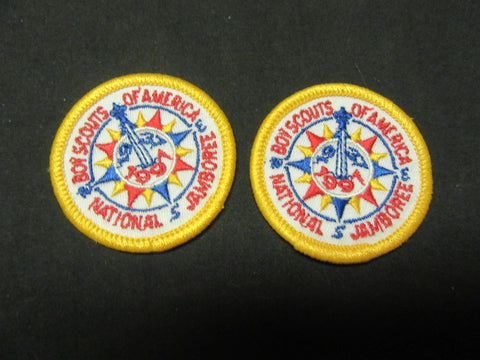 BOY SCOUTS OF AMERICA
1997
NATIONAL JAMBOREE
E
S
BOY SCOUTS OF AMERICA
1997
NATIONAL JAMBOREE
E
S